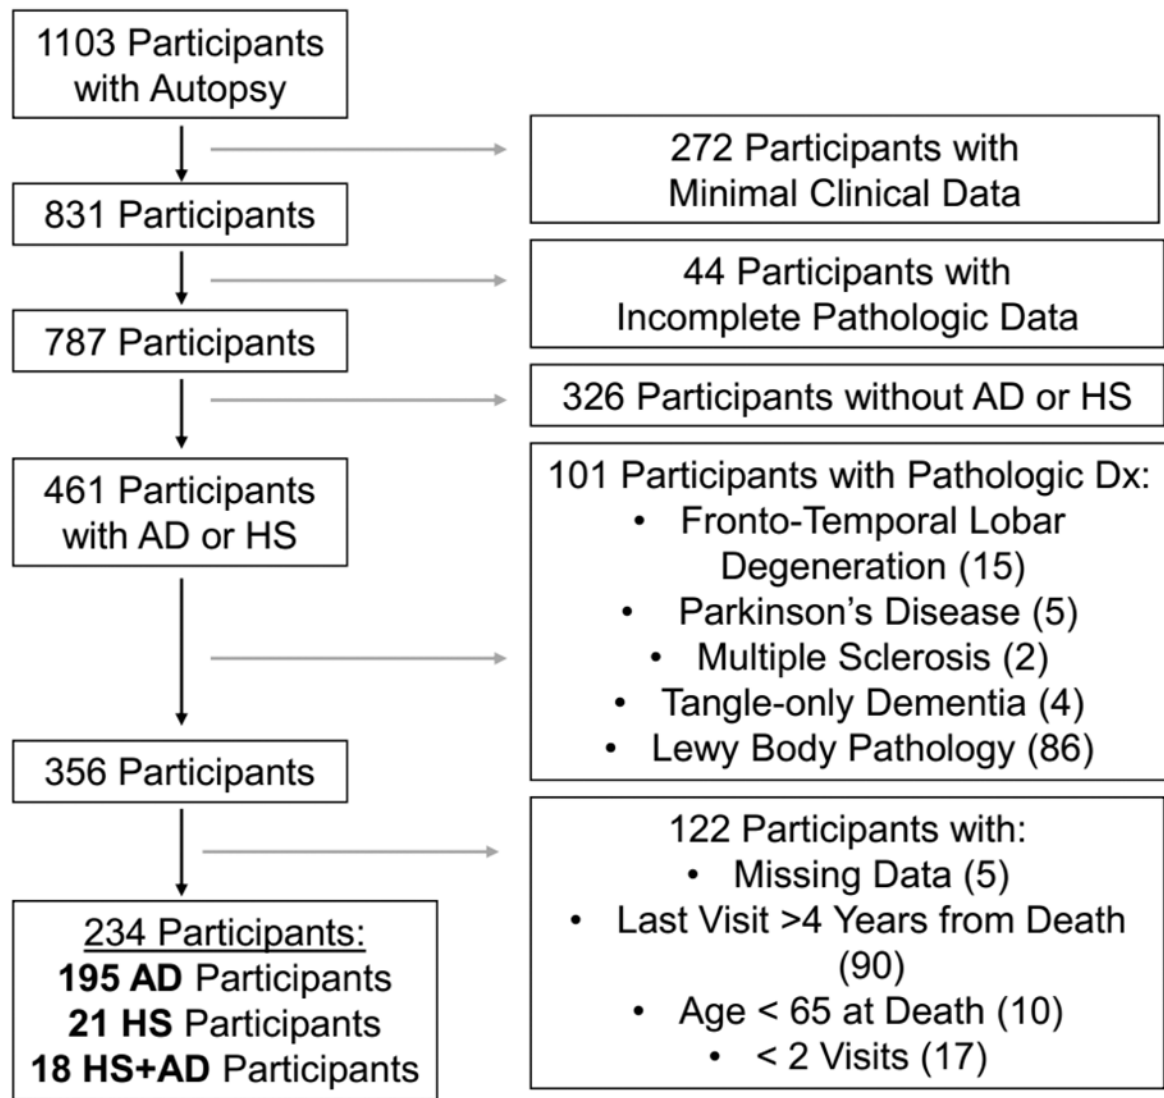 1103 Participants
with Autopsy
272 Participants with
Minimal Clinical Data
831 Participants
44 Participants with
Incomplete Pathologic Data
787 Participants
326 Participants without AD or HS
461 Participants
with AD or HS
101 Participants with Pathologic Dx:
• Fronto-Temporal Lobar
Degeneration (15)
• Parkinson's Disease (5)
• Multiple Sclerosis (2)
• Tangle-only Dementia (4)
• Lewy Body Pathology (86)
356 Participants
122 Participants with:
• Missing Data (5)
• Last Visit >4 Years from Death
(90)
• Age < 65 at Death (10)
• < 2 Visits (17)
234 Participants:
195 AD Participants
21 HS Participants
18 HS+AD Participants